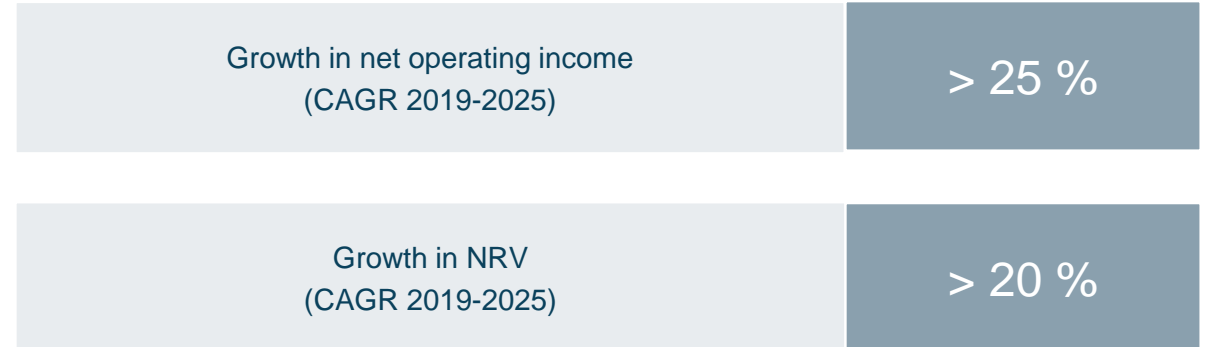 Growth in net operating income
(CAGR 2019-2025)
> 25 %
Growth in NRV
(CAGR 2019-2025)
> 20 %